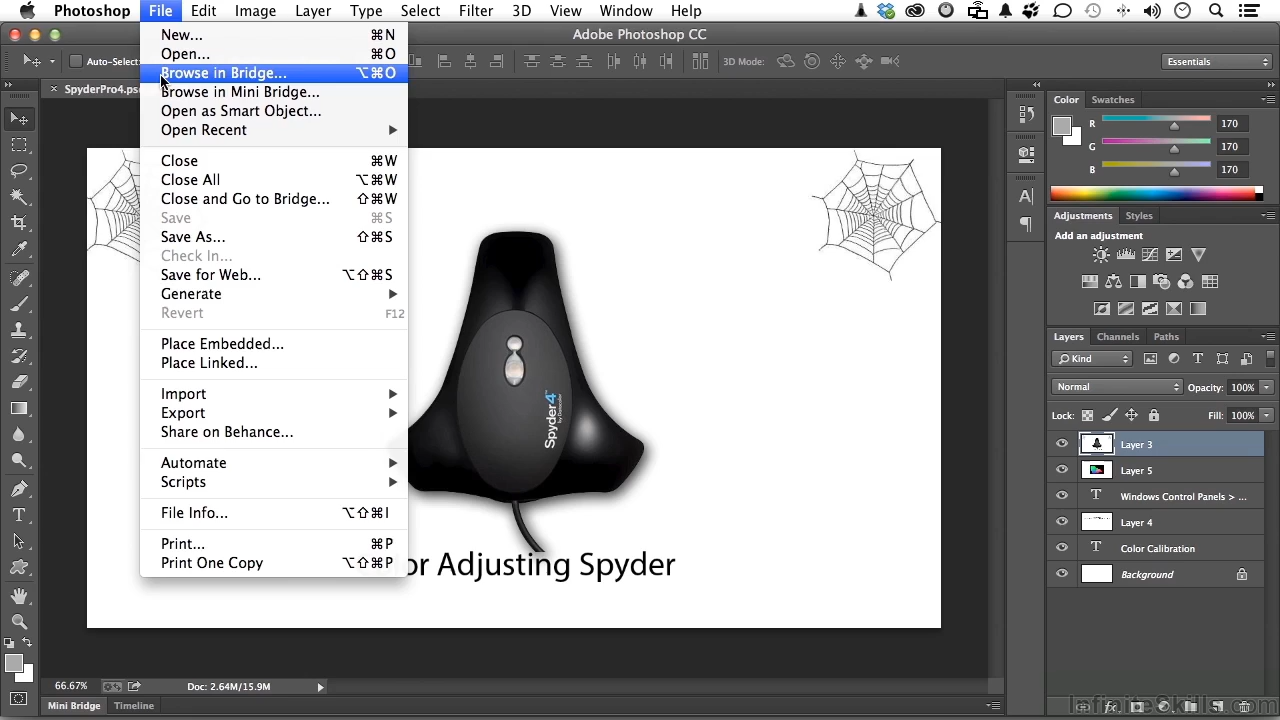 Photoshop File Edit Image Layer Type Select Filter 3D View Window Help
Adobe Photoshop CC
Auto-Select:
3D Mode:
Essentials
SpyderPro4.psd
New... ⌘N
Open... ⌘O
Browse in Bridge... ⌥⌘O
Browse in Mini Bridge...
Open as Smart Object...
Open Recent
Close ⌘W
Close All ⌥⌘W
Close and Go to Bridge... ⇧⌘W
Save ⌘S
Save As... ⇧⌘S
Check In...
Save for Web... ⌥⇧⌘S
Generate
Revert F12
Place Embedded...
Place Linked...
Import
Export
Share on Behance...
Automate
Scripts
File Info... ⌥⇧⌘I
Print... ⌘P
Print One Copy ⌥⇧⌘P
Spyder4
or Adjusting Spyder
Color Swatches
R 170
G 170
B 170
Adjustments Styles
Add an adjustment
Layers Channels Paths
Kind
Normal Opacity: 100%
Lock: Fill: 100%
Layer 3
Layer 5
Windows Control Panels > ...
Layer 4
Color Calibration
Background
66.67% Doc: 2.64M/15.9M
Mini Bridge Timeline
InfiniteSkills.com